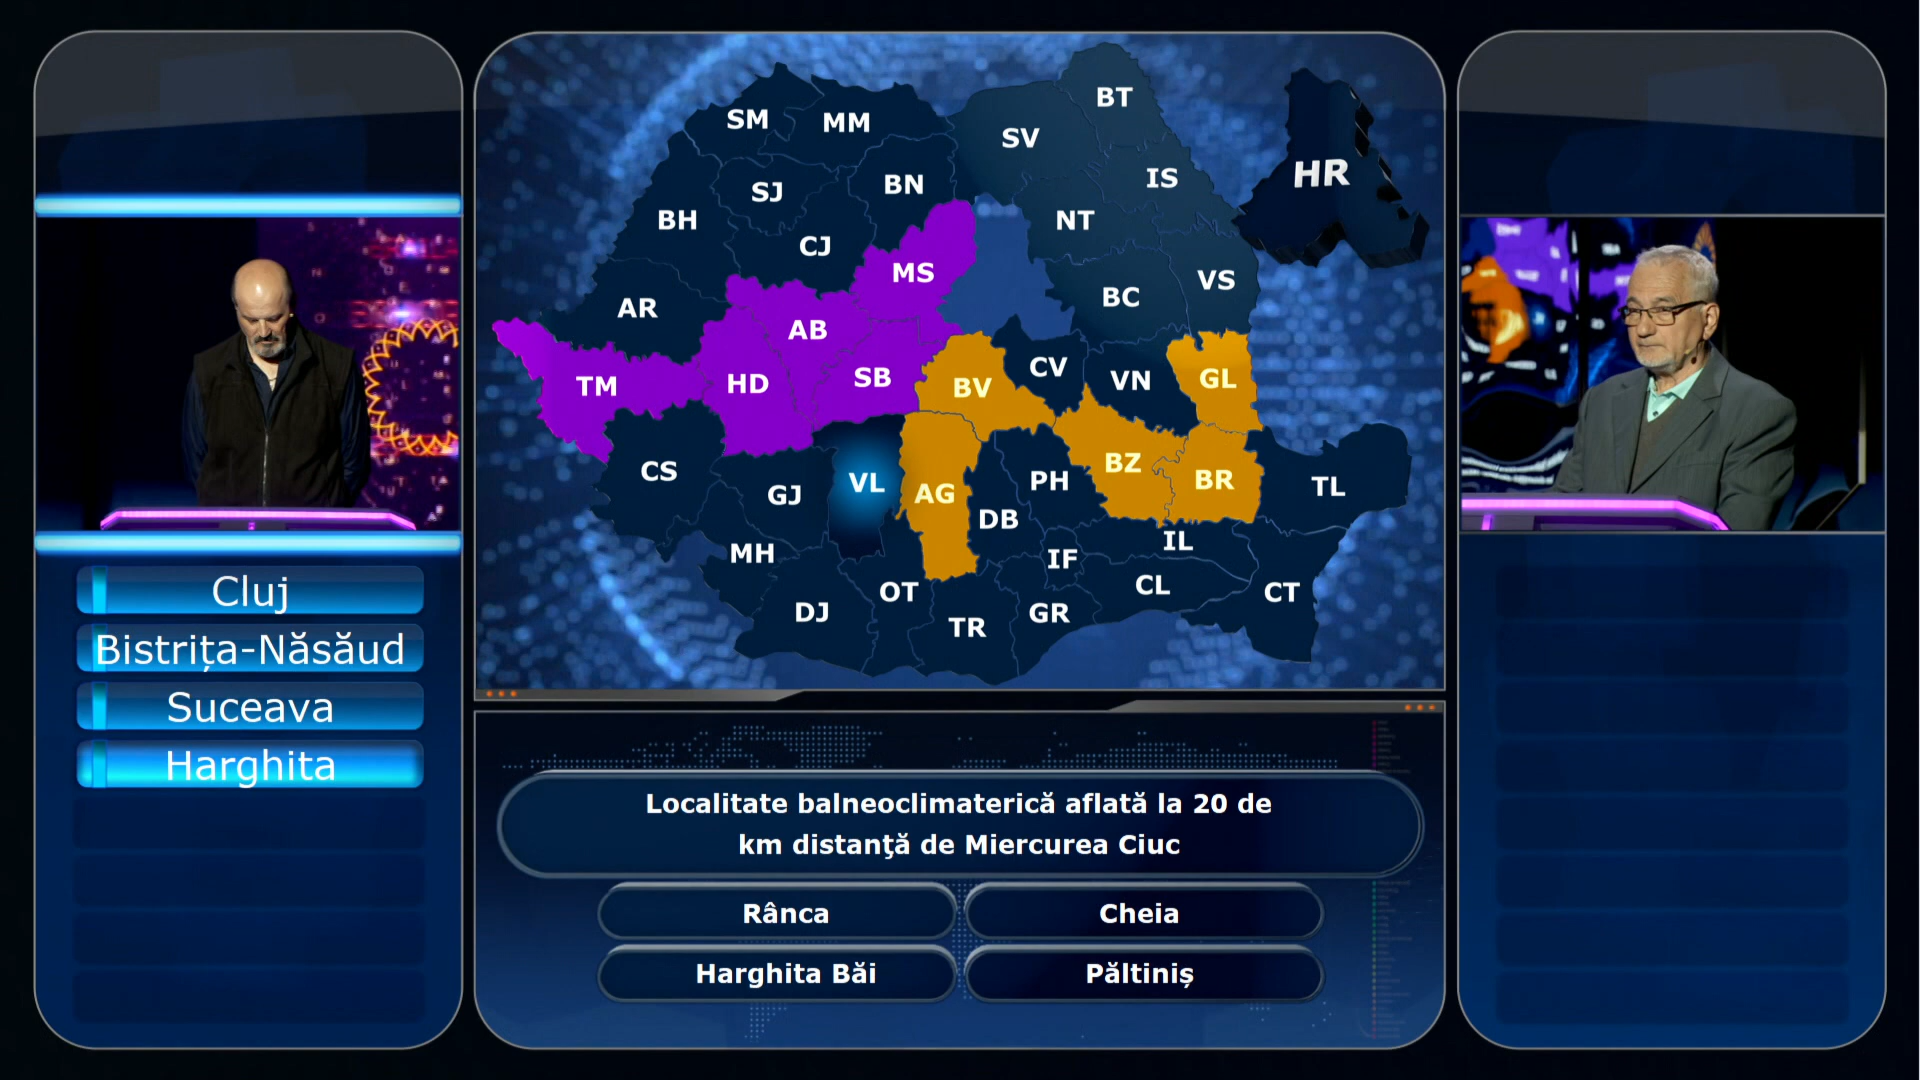 SM
MM
BT
SV
HR
SJ
BN
IS
BH
NT
CJ
MS
VS
AR
BC
AB
CV
TM
HD
SB
BV
VN
GL
CS
VL
GJ
AG
PH
BZ
BR
TL
DB
MH
IF
IL
OT
CL
CT
DJ
TR
GR
Cluj
Bistrița-Năsăud
Suceava
Harghita
Localitate balneoclimaterică aflată la 20 de
km distanţă de Miercurea Ciuc
Rânca
Cheia
Harghita Băi
Păltiniș